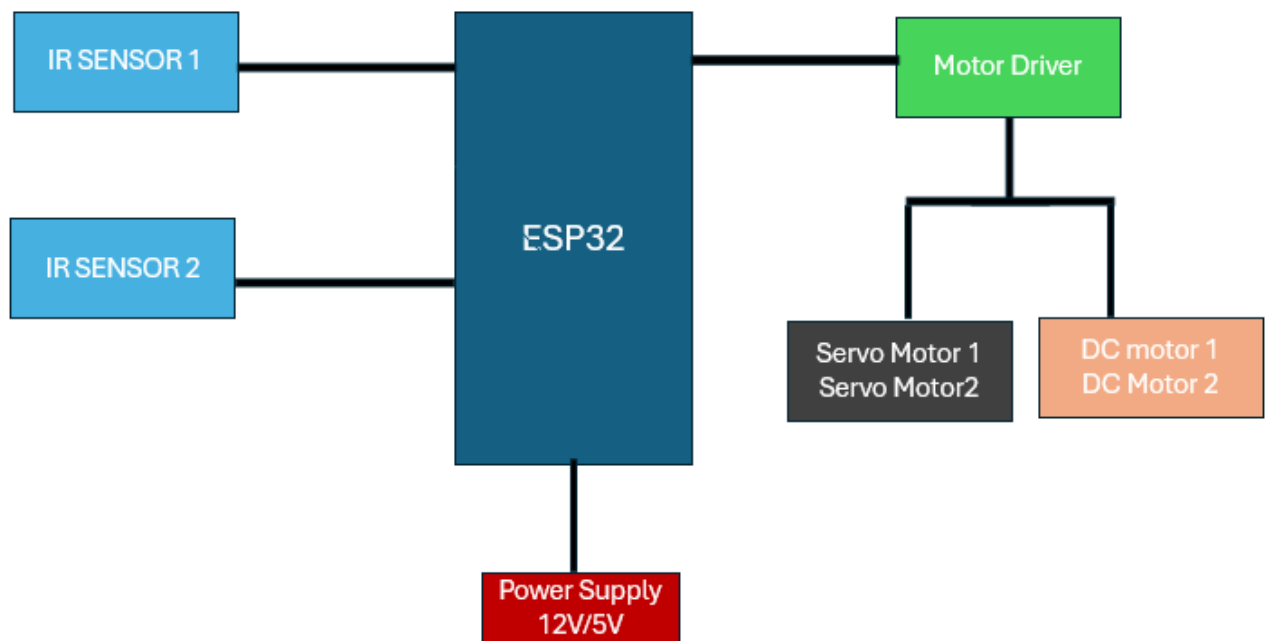 IR SENSOR 1
IR SENSOR 2
ESP32
Motor Driver
Servo Motor 1
Servo Motor2
DC motor 1
DC Motor 2
Power Supply
12V/5V